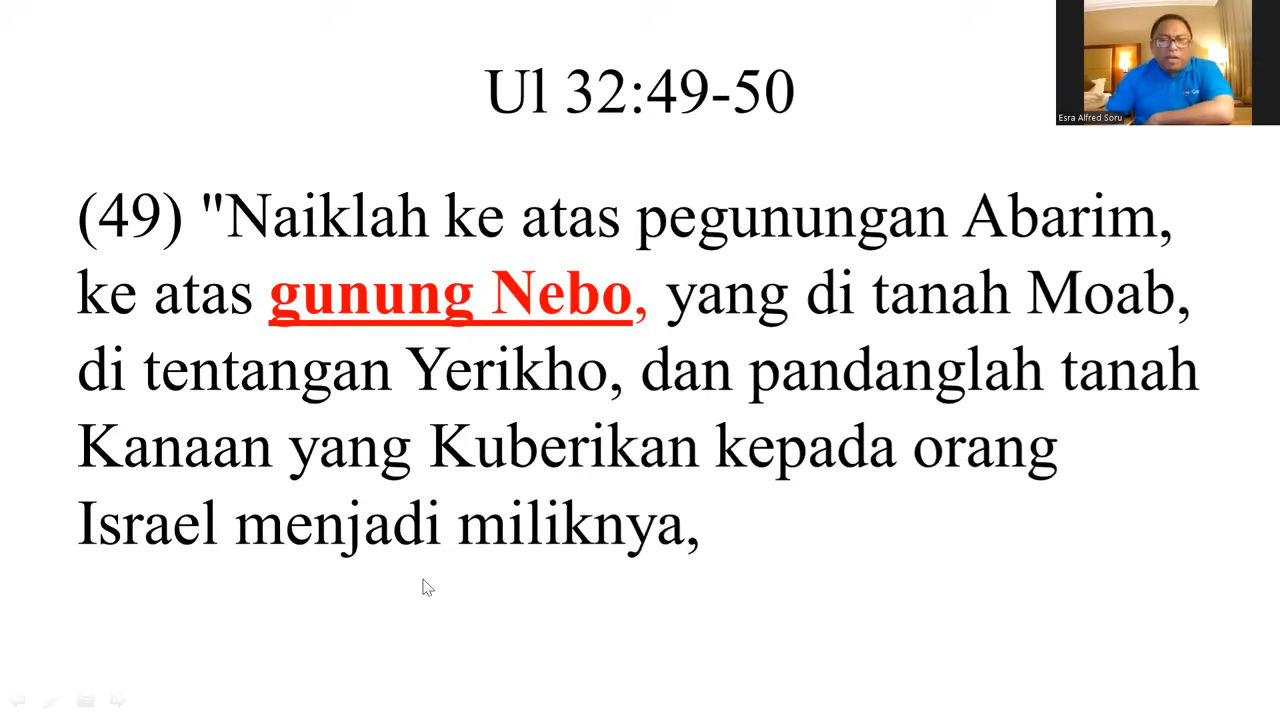 Ul 32:49-50
Esra Alfred Soru
(49) "Naiklah ke atas pegunungan Abarim,
ke atas gunung Nebo, yang di tanah Moab,
di tentangan Yerikho, dan pandanglah tanah
Kanaan yang Kuberikan kepada orang
Israel menjadi miliknya,